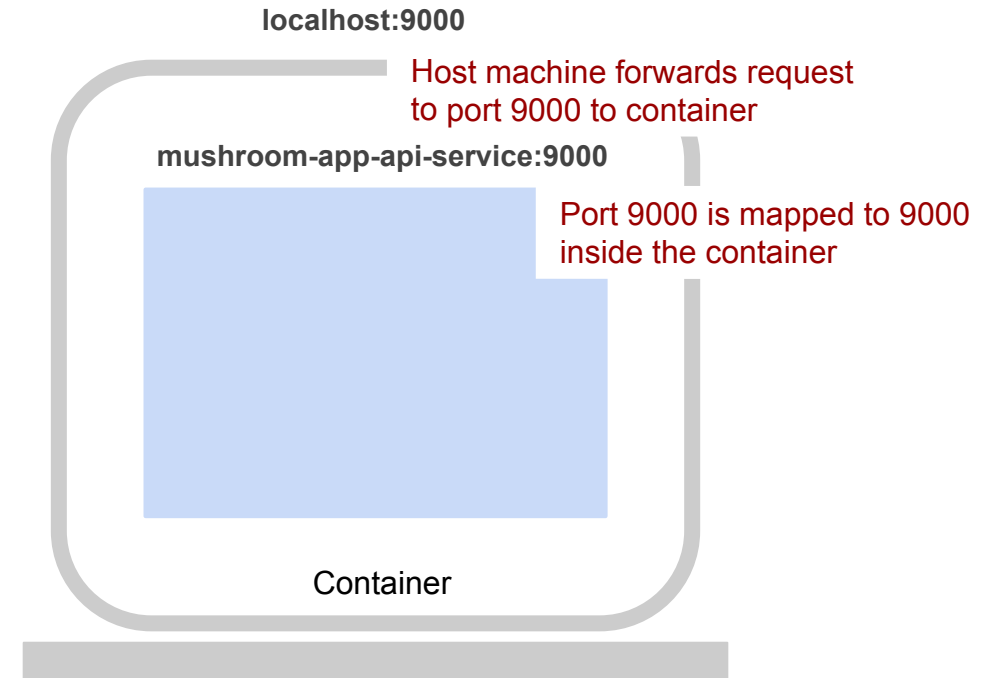 localhost:9000
Host machine forwards request
to port 9000 to container
mushroom-app-api-service:9000
Port 9000 is mapped to 9000
inside the container
Container